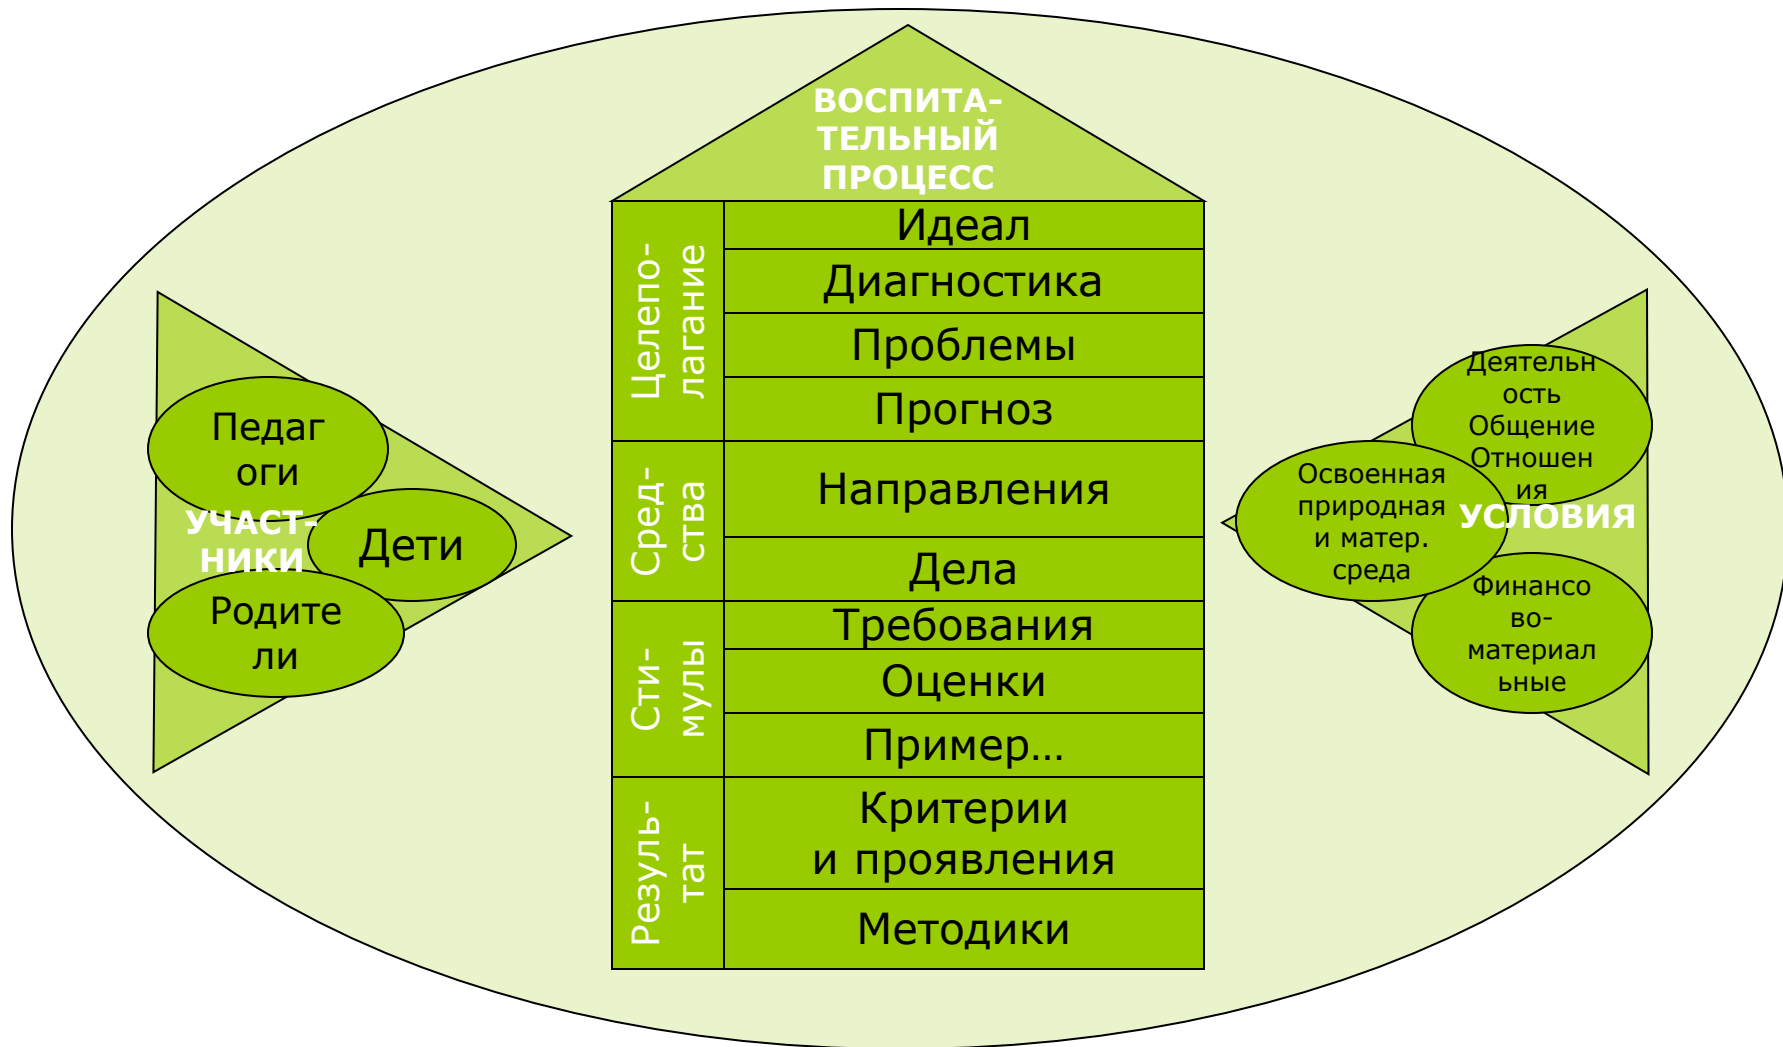 ВОСПИТА-
ТЕЛЬНЫЙ
ПРОЦЕСС
Целепо-
лагание
Идеал
Диагностика
Проблемы
Прогноз
Сред-
ства
Направления
Дела
Сти-
мулы
Требования
Оценки
Пример...
Резуль-
тат
Критерии
и проявления
Методики
Педаг
оги
УЧАСТ-
НИКИ
Дети
Родите
ли
Деятельн
ость
Общение
Отношен
ия
Освоенная
природная
и матер.
среда
УСЛОВИЯ
Финансо
во-
материал
ьные